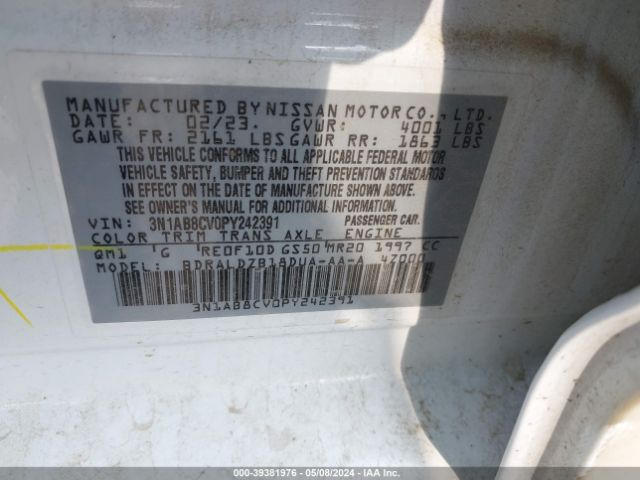 MANUFACTURED BY NISSAN MOTOR CO., LTD.
DATE: 02/23. GVWR: 4001 LBS
GAWR FR: 2161 LBS GAWR RR: 1863 LBS
THIS VEHICLE CONFORMS TO ALL APPLICABLE FEDERAL MOTOR
VEHICLE SAFETY, BUMPER AND THEFT PREVENTION STANDARDS
IN EFFECT ON THE DATE OF MANUFACTURE SHOWN ABOVE.
SEE OWNER'S MANUAL FOR ADDITIONAL INFORMATION.
VIN: 3N1AB8CV0PY242391 PASSENGER CAR.
COLOR TRIM TRANS AXLE ENGINE
QM1 'G RE0F10D GS50 MR20 1997 CC
MODEL: BDRALDZB18DUA-AA-A 4Z000
3N1AB8CV0PY242391
000-39381976 - 05/08/2024 - IAA Inc.